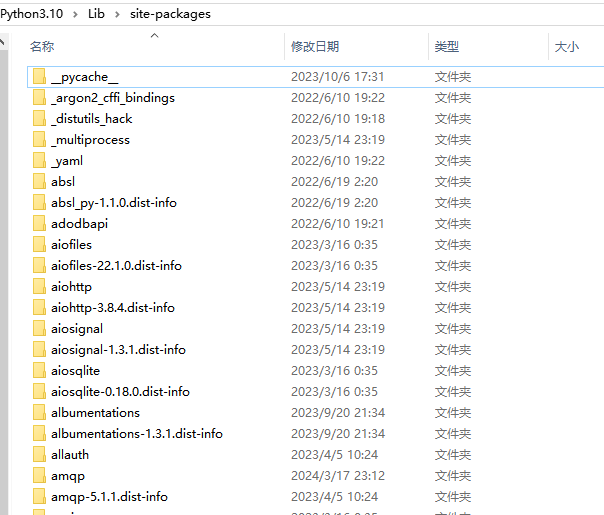 Python3.10 > Lib > site-packages
名称 修改日期 类型 大小
__pycache__ 2023/10/6 17:31 文件夹
_argon2_cffi_bindings 2022/6/10 19:22 文件夹
_distutils_hack 2022/6/10 19:18 文件夹
_multiprocess 2023/5/14 23:19 文件夹
_yaml 2022/6/10 19:22 文件夹
absl 2022/6/19 2:20 文件夹
absl_py-1.1.0.dist-info 2022/6/19 2:20 文件夹
adodbapi 2022/6/10 19:21 文件夹
aiofiles 2023/3/16 0:35 文件夹
aiofiles-22.1.0.dist-info 2023/3/16 0:35 文件夹
aiohttp 2023/5/14 23:19 文件夹
aiohttp-3.8.4.dist-info 2023/5/14 23:19 文件夹
aiosignal 2023/5/14 23:19 文件夹
aiosignal-1.3.1.dist-info 2023/5/14 23:19 文件夹
aiosqlite 2023/3/16 0:35 文件夹
aiosqlite-0.18.0.dist-info 2023/3/16 0:35 文件夹
albumentations 2023/9/20 21:34 文件夹
albumentations-1.3.1.dist-info 2023/9/20 21:34 文件夹
allauth 2023/4/5 10:24 文件夹
amqp 2024/3/17 23:12 文件夹
amqp-5.1.1.dist-info 2023/4/5 10:24 文件夹